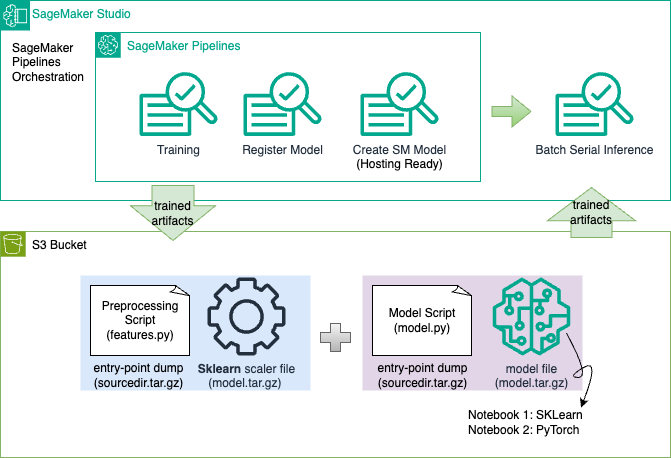 SageMaker Studio
SageMaker
Pipelines
Orchestration
SageMaker Pipelines
Training
Register Model
Create SM Model
(Hosting Ready)
Batch Serial Inference
trained
artifacts
trained
artifacts
S3 Bucket
Preprocessing
Script
(features.py)
entry-point dump
(sourcedir.tar.gz)
Sklearn scaler file
(model.tar.gz)
Model Script
(model.py)
entry-point dump
(sourcedir.tar.gz)
model file
(model.tar.gz)
Notebook 1: SKLearn
Notebook 2: PyTorch